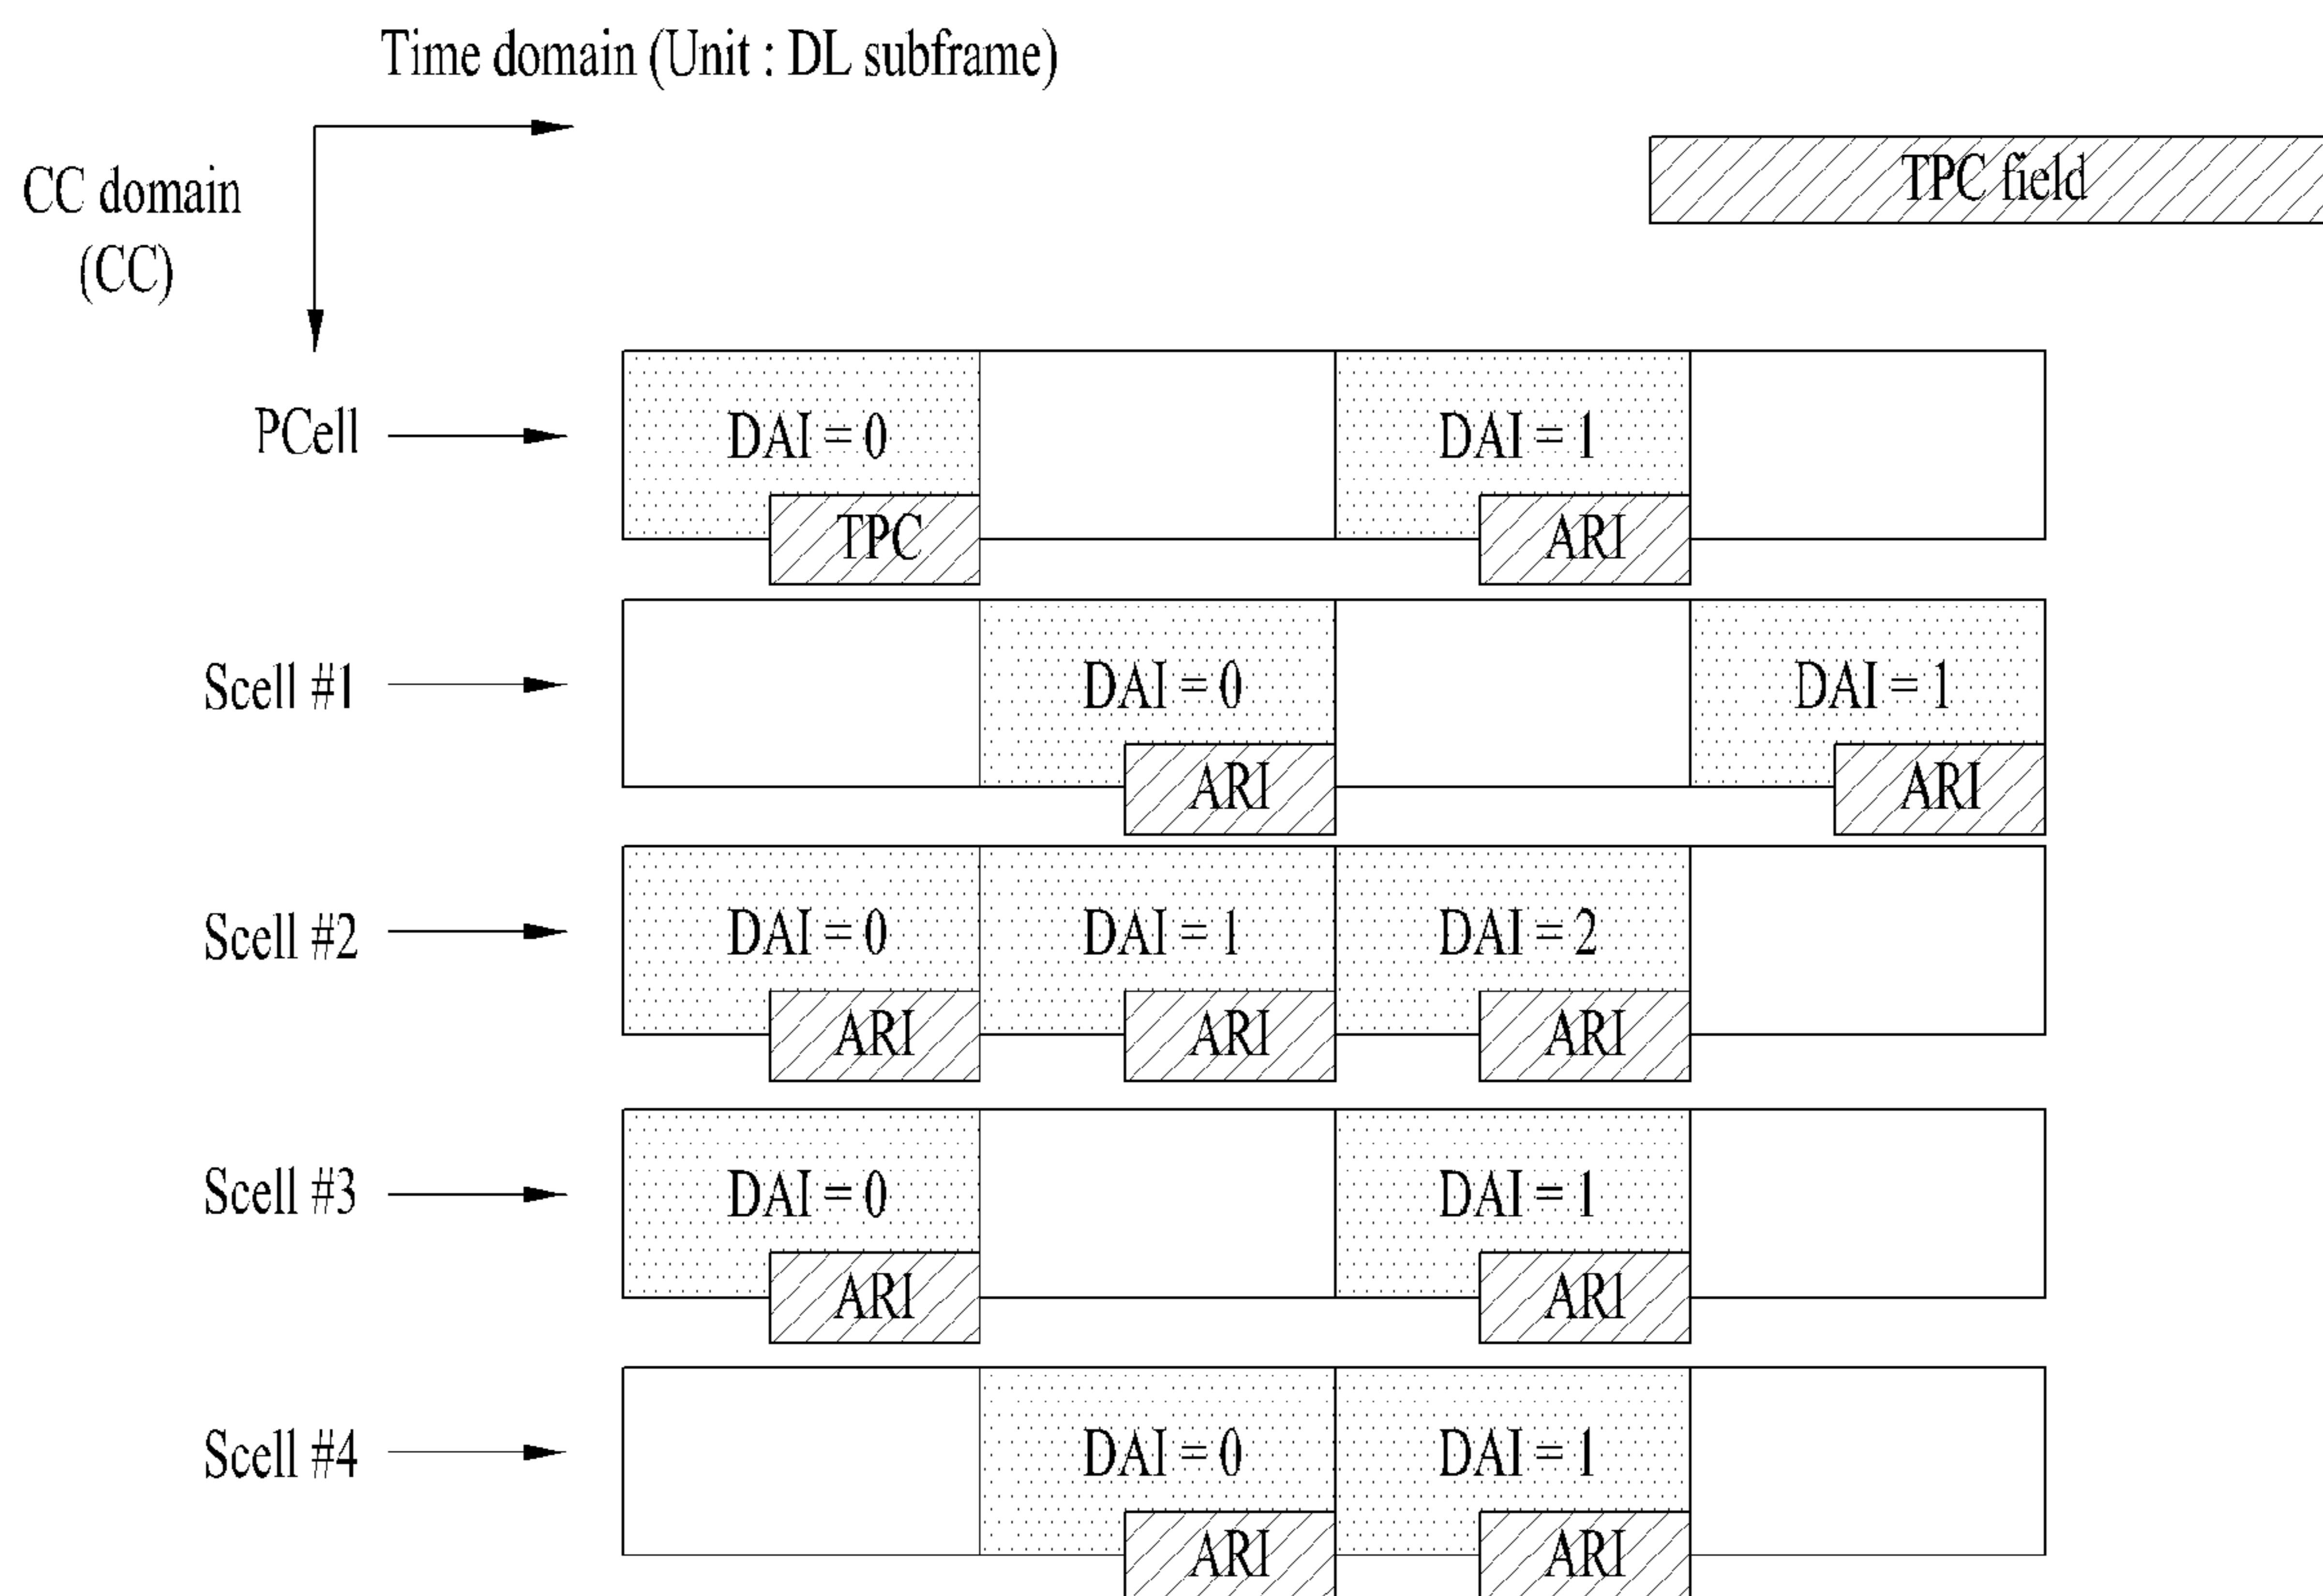 Time domain (Unit : DL subframe)
CC domain
(CC)
TPC field
PCell
DAI = 0
DAI = 1
TPC
ARI
Scell #1
DAI = 0
DAI = 1
ARI
ARI
Scell #2
DAI = 0
DAI = 1
DAI = 2
ARI
ARI
ARI
Scell #3
DAI = 0
DAI = 1
ARI
ARI
Scell #4
DAI = 0
DAI = 1
ARI
ARI